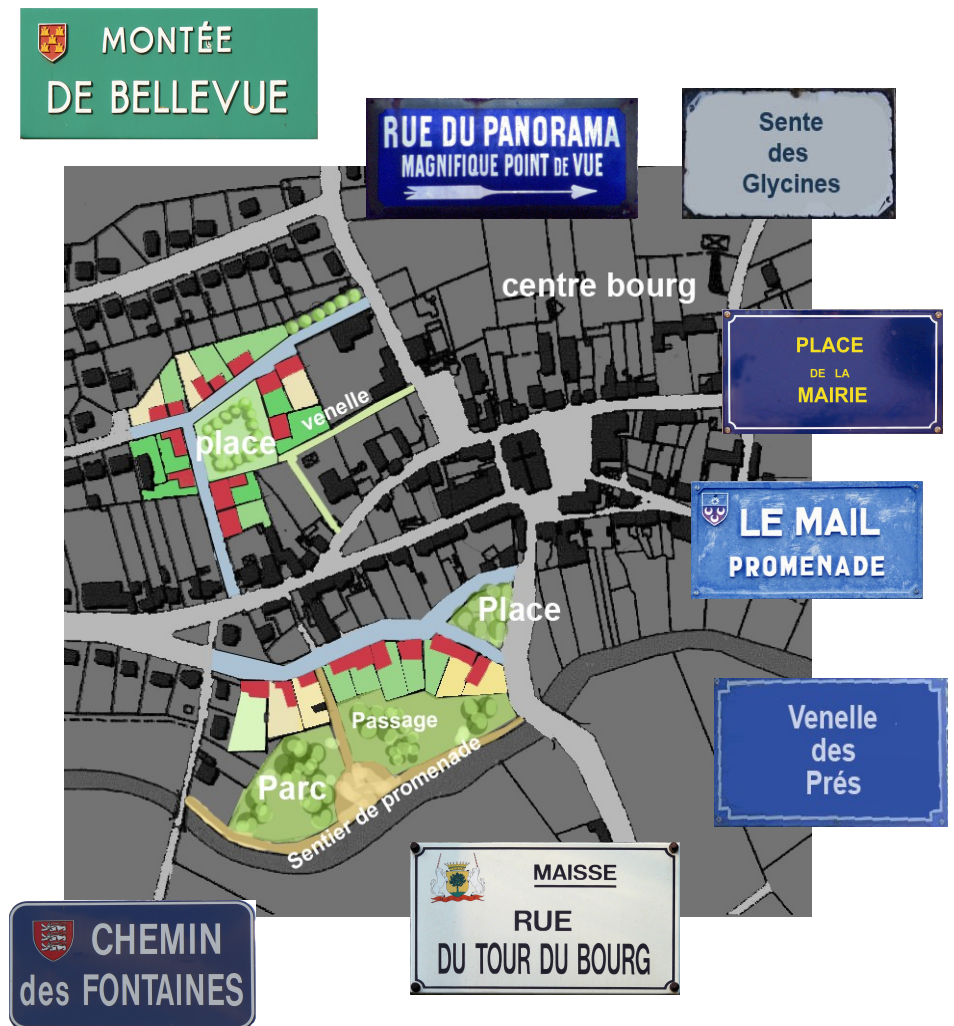 MONTÉE
DE BELLEVUE
RUE DU PANORAMA
MAGNIFIQUE POINT DE VUE
Sente
des
Glycines
centre bourg
PLACE
DE LA
MAIRIE
venelle
place
LE MAIL
PROMENADE
Place
Passage
Venelle
des
Prés
Parc
Sentier de promenade
MAISSE
RUE
DU TOUR DU BOURG
CHEMIN
des FONTAINES